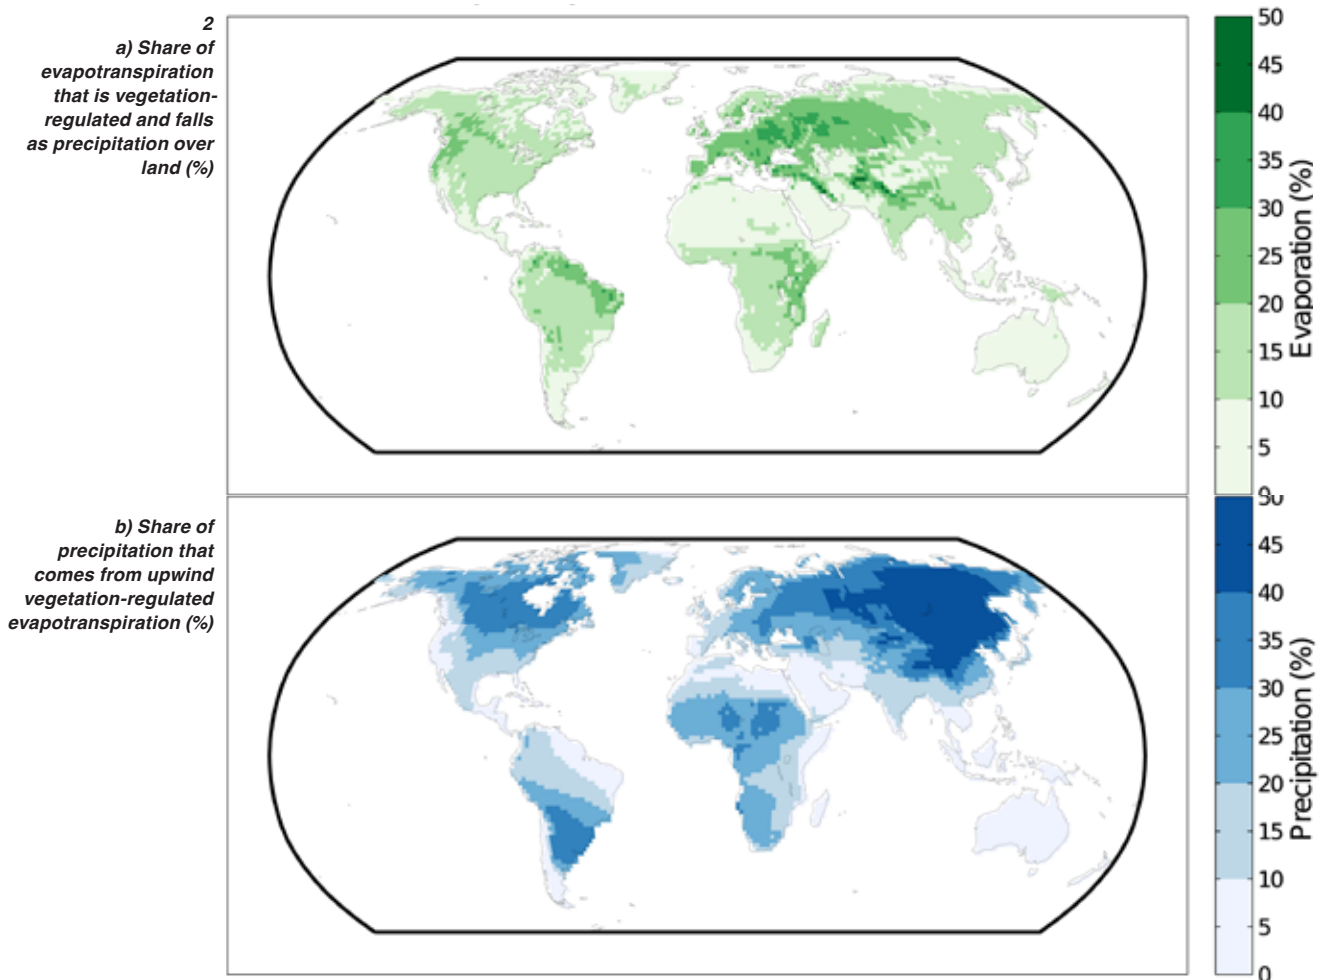 2
a) Share of
evapotranspiration
that is vegetation-
regulated and falls
as precipitation over
land (%)
50
45
40
35
30
25
20
15
10
5
0
Evaporation (%)
b) Share of
precipitation that
comes from upwind
vegetation-regulated
evapotranspiration (%)
50
45
40
35
30
25
20
15
10
5
0
Precipitation (%)